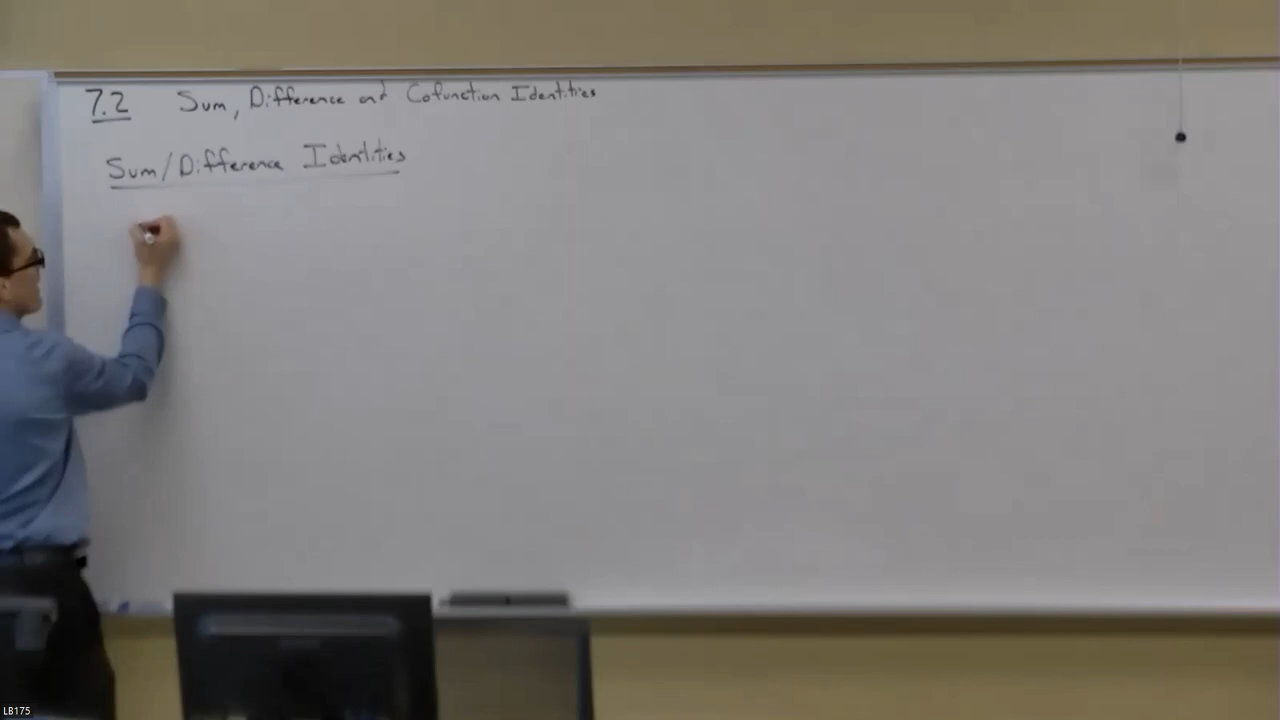 7.2 Sum, Difference and Cofunction Identities
Sum/Difference Identities
LB175